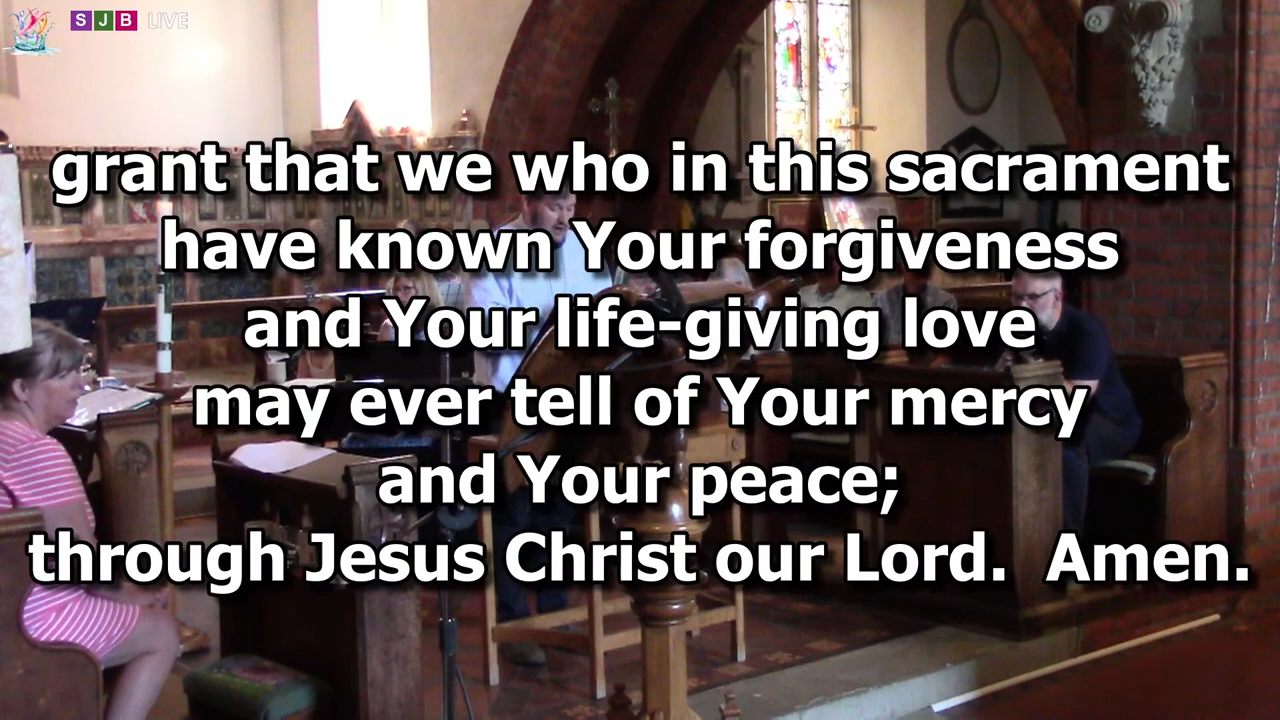 SJB LIVE
grant that we who in this sacrament
have known Your forgiveness
and Your life-giving love
may ever tell of Your mercy
and Your peace;
through Jesus Christ our Lord.  Amen.